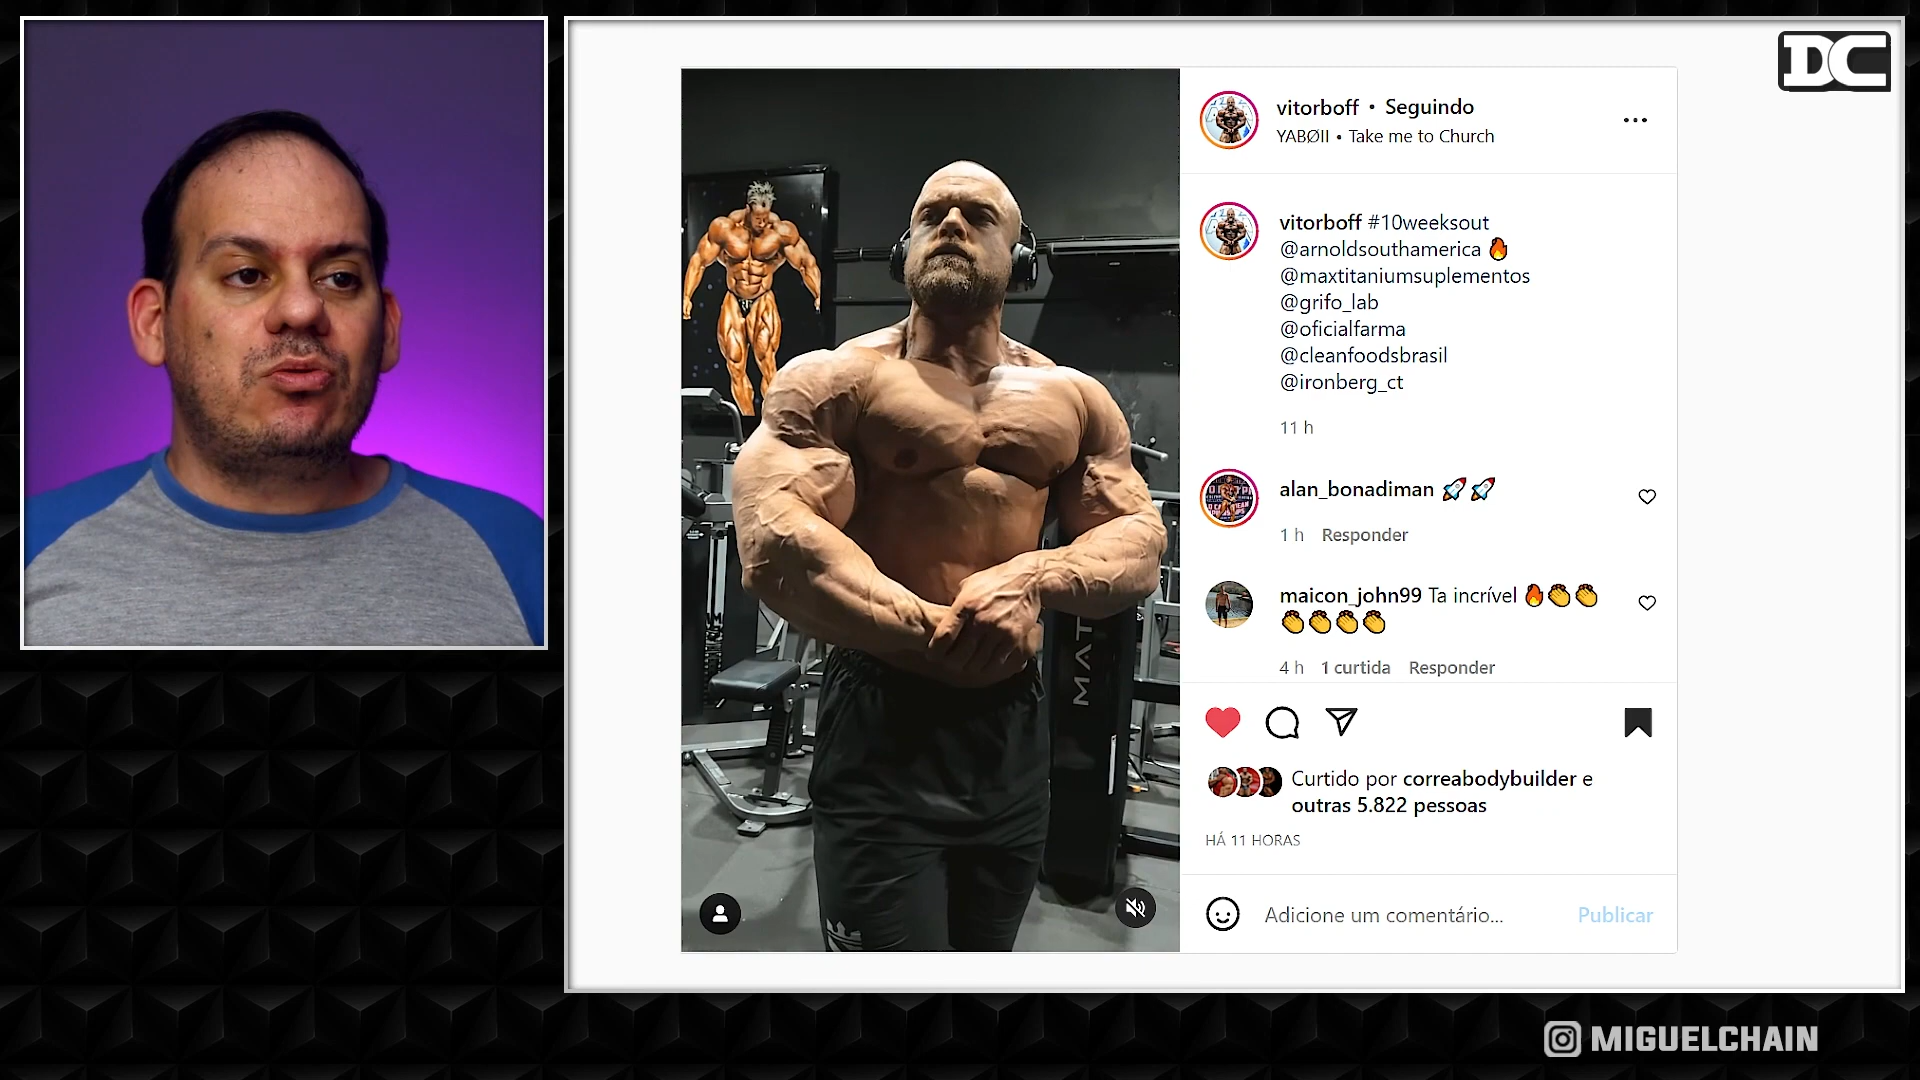 DC
vitorboff • Seguindo
YABØII • Take me to Church
vitorboff #10weeksout
@arnoldsouthamerica 🔥
@maxtitaniumsuplementos
@grifo_lab
@oficialfarma
@cleanfoodsbrasil
@ironberg_ct
11 h
alan_bonadiman 🚀🚀
1 h Responder
maicon_john99 Ta incrível 🔥👏👏
👏👏👏👏
4 h 1 curtida Responder
Curtido por correabodybuilder e
outras 5.822 pessoas
HÁ 11 HORAS
Adicione um comentário... Publicar
MAT
MIGUELCHAIN